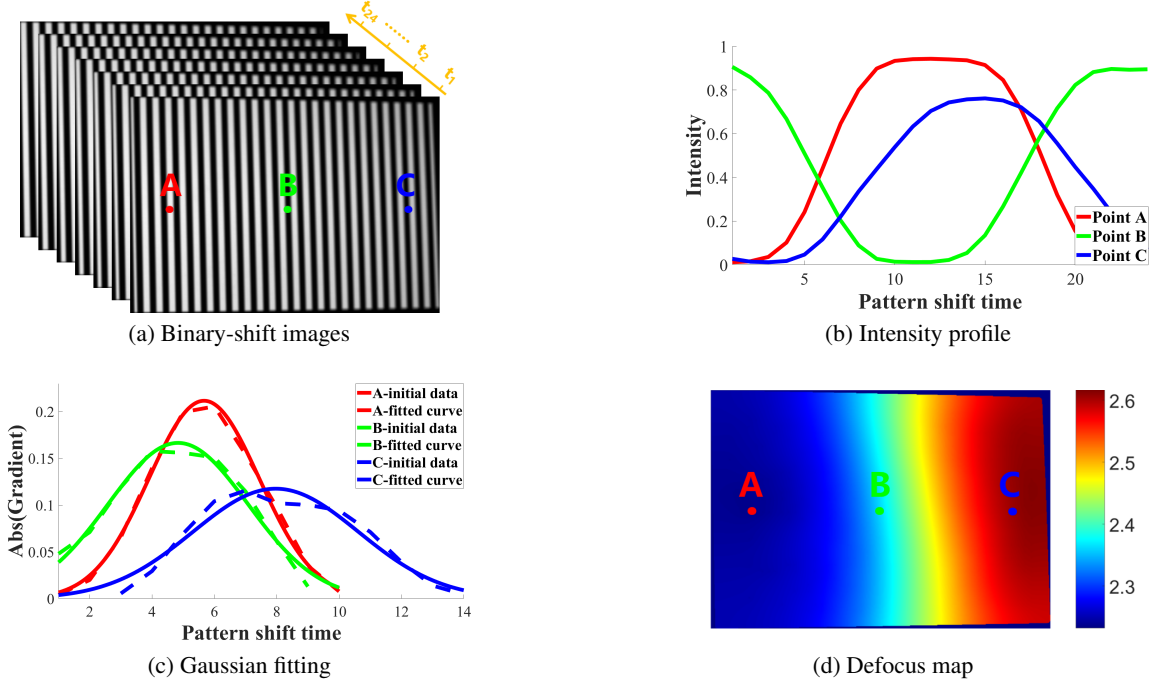 t24 ...... t2 t1
A
B
C
(a) Binary-shift images
1
0.8
0.6
0.4
0.2
0
Intensity
5
10
15
20
Pattern shift time
Point A
Point B
Point C
(b) Intensity profile
0.2
0.15
0.1
0.05
0
Abs(Gradient)
2
4
6
8
10
12
14
Pattern shift time
A-initial data
A-fitted curve
B-initial data
B-fitted curve
C-initial data
C-fitted curve
(c) Gaussian fitting
A
B
C
2.6
2.5
2.4
2.3
(d) Defocus map